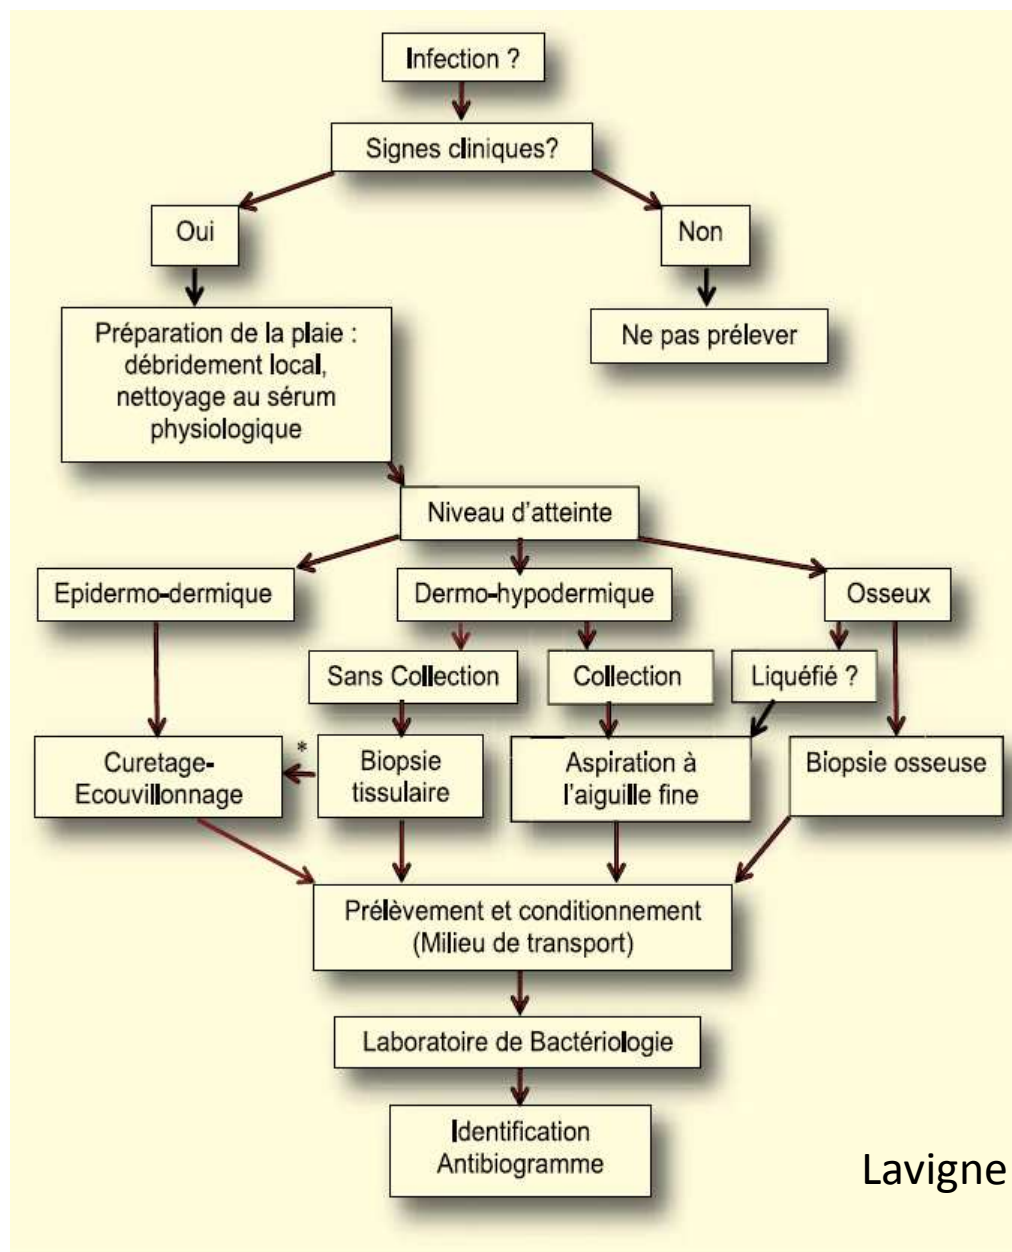 Infection ?
Signes cliniques?
Oui
Non
Préparation de la plaie :
débridement local,
nettoyage au sérum
physiologique
Ne pas prélever
Niveau d'atteinte
Epidermo-dermique
Dermo-hypodermique
Osseux
Sans Collection
Collection
Liquéfié ?
Curetage-
Ecouvillonnage
*
Biopsie
tissulaire
Aspiration à
l'aiguille fine
Biopsie osseuse
Prélèvement et conditionnement
(Milieu de transport)
Laboratoire de Bactériologie
Identification
Antibiogramme
Lavigne